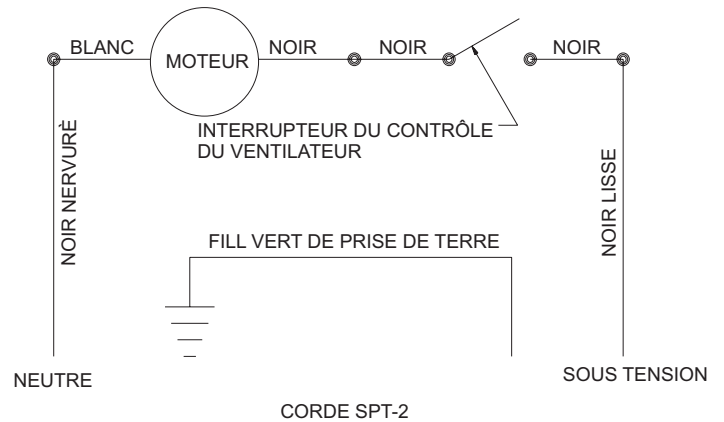 BLANC
MOTEUR
NOIR
NOIR
NOIR
INTERRUPTEUR DU CONTRÔLE
DU VENTILATEUR
NOIR NERVURÈ
NOIR LISSE
FILL VERT DE PRISE DE TERRE
NEUTRE
SOUS TENSION
CORDE SPT-2